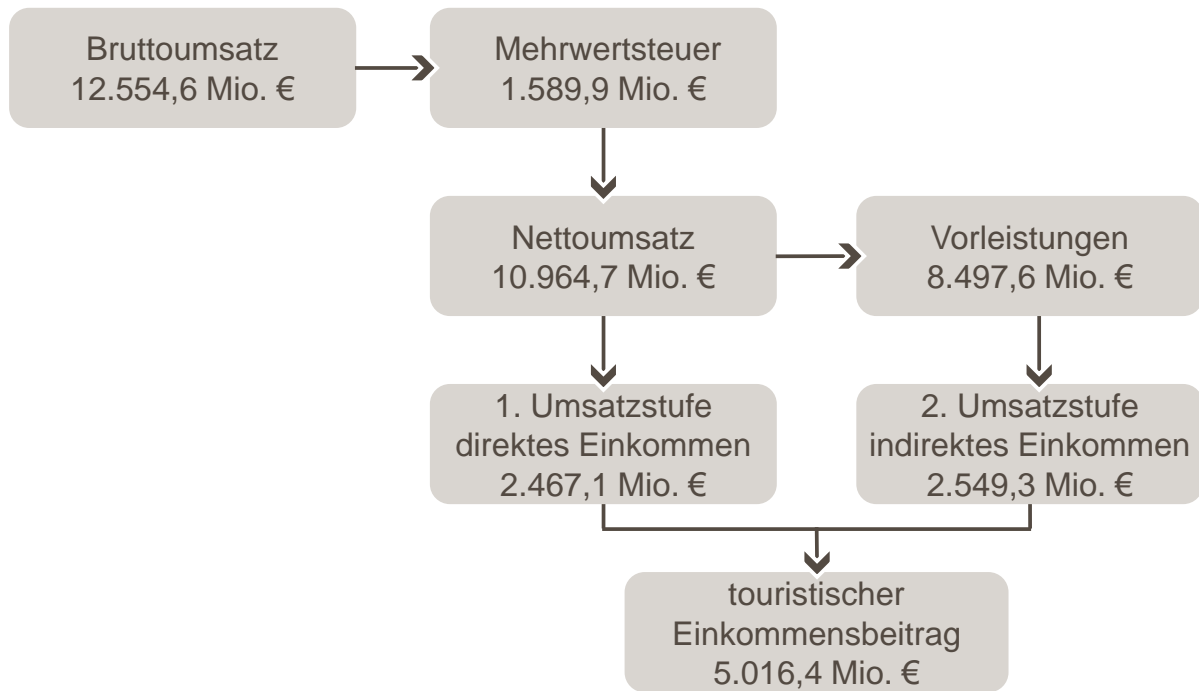 Bruttoumsatz
12.554,6 Mio. €
Mehrwertsteuer
1.589,9 Mio. €
Nettoumsatz
10.964,7 Mio. €
Vorleistungen
8.497,6 Mio. €
1. Umsatzstufe
direktes Einkommen
2.467,1 Mio. €
2. Umsatzstufe
indirektes Einkommen
2.549,3 Mio. €
touristischer
Einkommensbeitrag
5.016,4 Mio. €